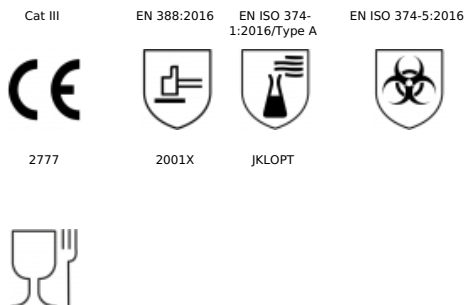 Cat III
EN 388:2016
EN ISO 374-
1:2016/Type A
EN ISO 374-5:2016
CE
2777
2001X
JKLOPT